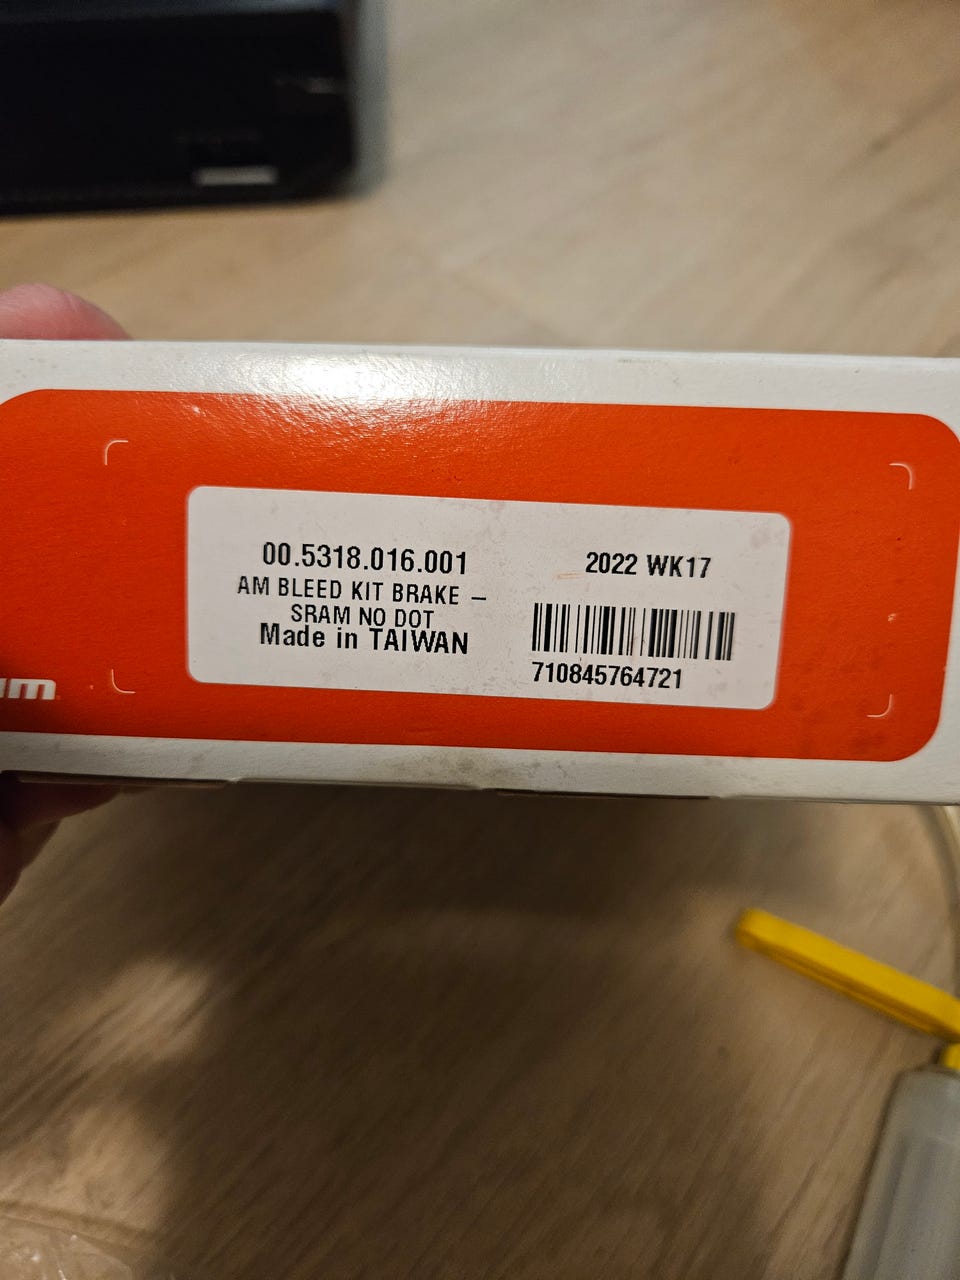 00.5318.016.001
AM BLEED KIT BRAKE –
SRAM NO DOT
Made in TAIWAN
2022 WK17
710845764721